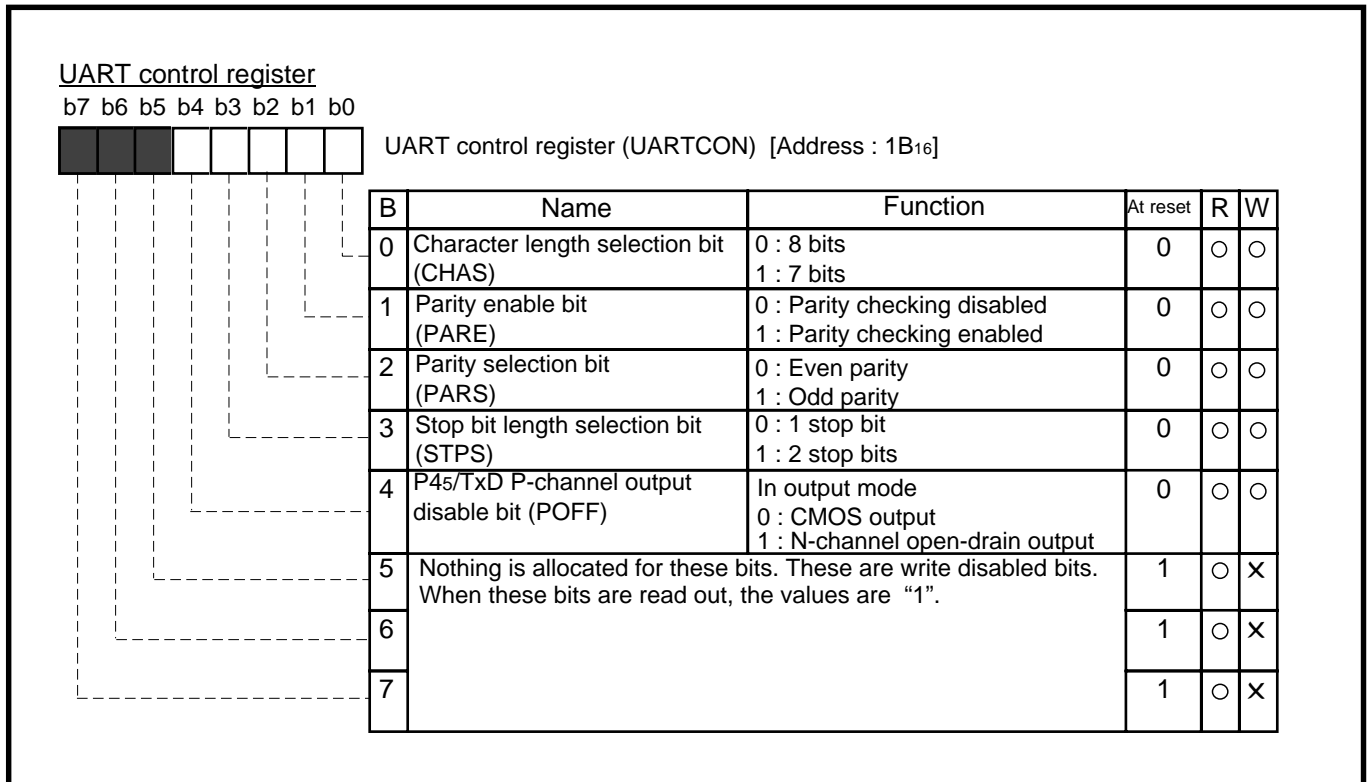 UART control register
b7 b6 b5 b4 b3 b2 b1 b0
UART control register (UARTCON) [Address : 1B16]
B Name Function At reset R W
0 Character length selection bit (CHAS) 0 : 8 bits 0 ○ ○
1 : 7 bits
1 Parity enable bit (PARE) 0 : Parity checking disabled 0 ○ ○
1 : Parity checking enabled
2 Parity selection bit (PARS) 0 : Even parity 0 ○ ○
1 : Odd parity
3 Stop bit length selection bit (STPS) 0 : 1 stop bit 0 ○ ○
1 : 2 stop bits
4 P45/TxD P-channel output disable bit (POFF) In output mode 0 ○ ○
0 : CMOS output
1 : N-channel open-drain output
5 Nothing is allocated for these bits. These are write disabled bits. 1 ○ ×
When these bits are read out, the values are “1”.
6 1 ○ ×
7 1 ○ ×